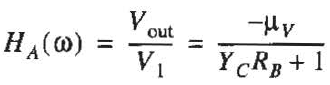 H_A(ω) = V_out / V_1 = -μ_V / (Y_C R_B + 1)